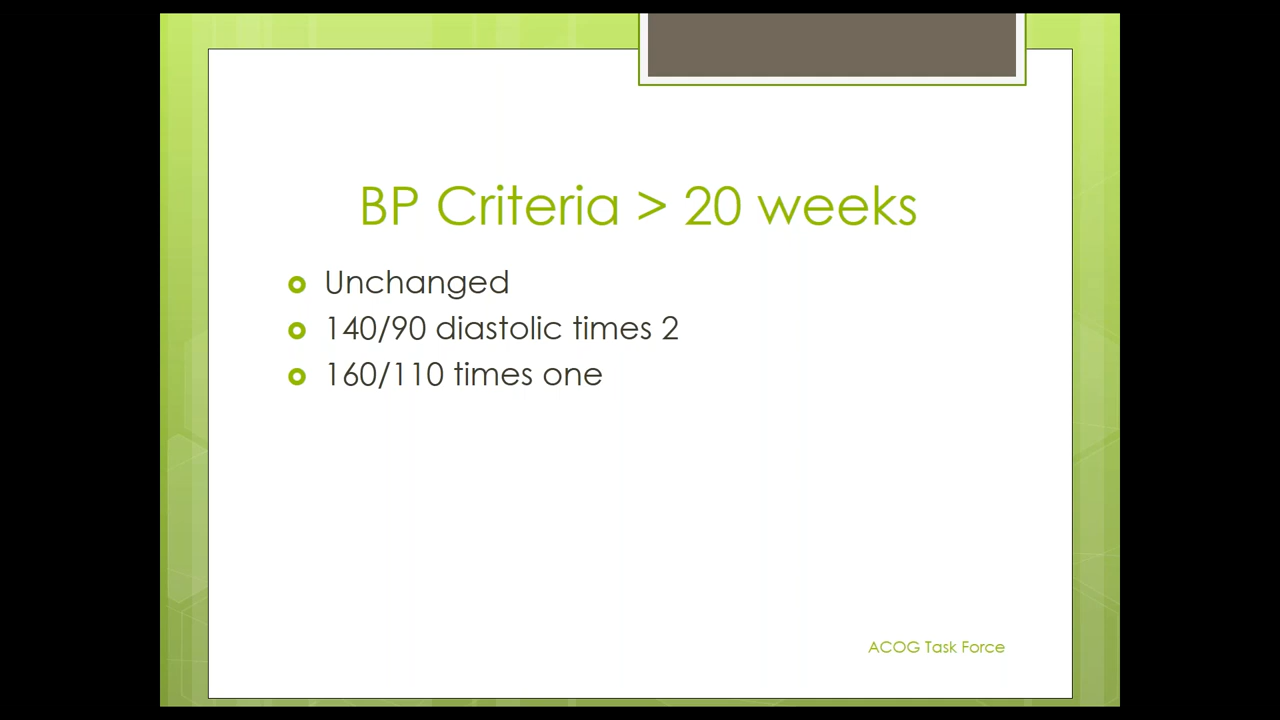 BP Criteria > 20 weeks
Unchanged
140/90 diastolic times 2
160/110 times one
ACOG Task Force